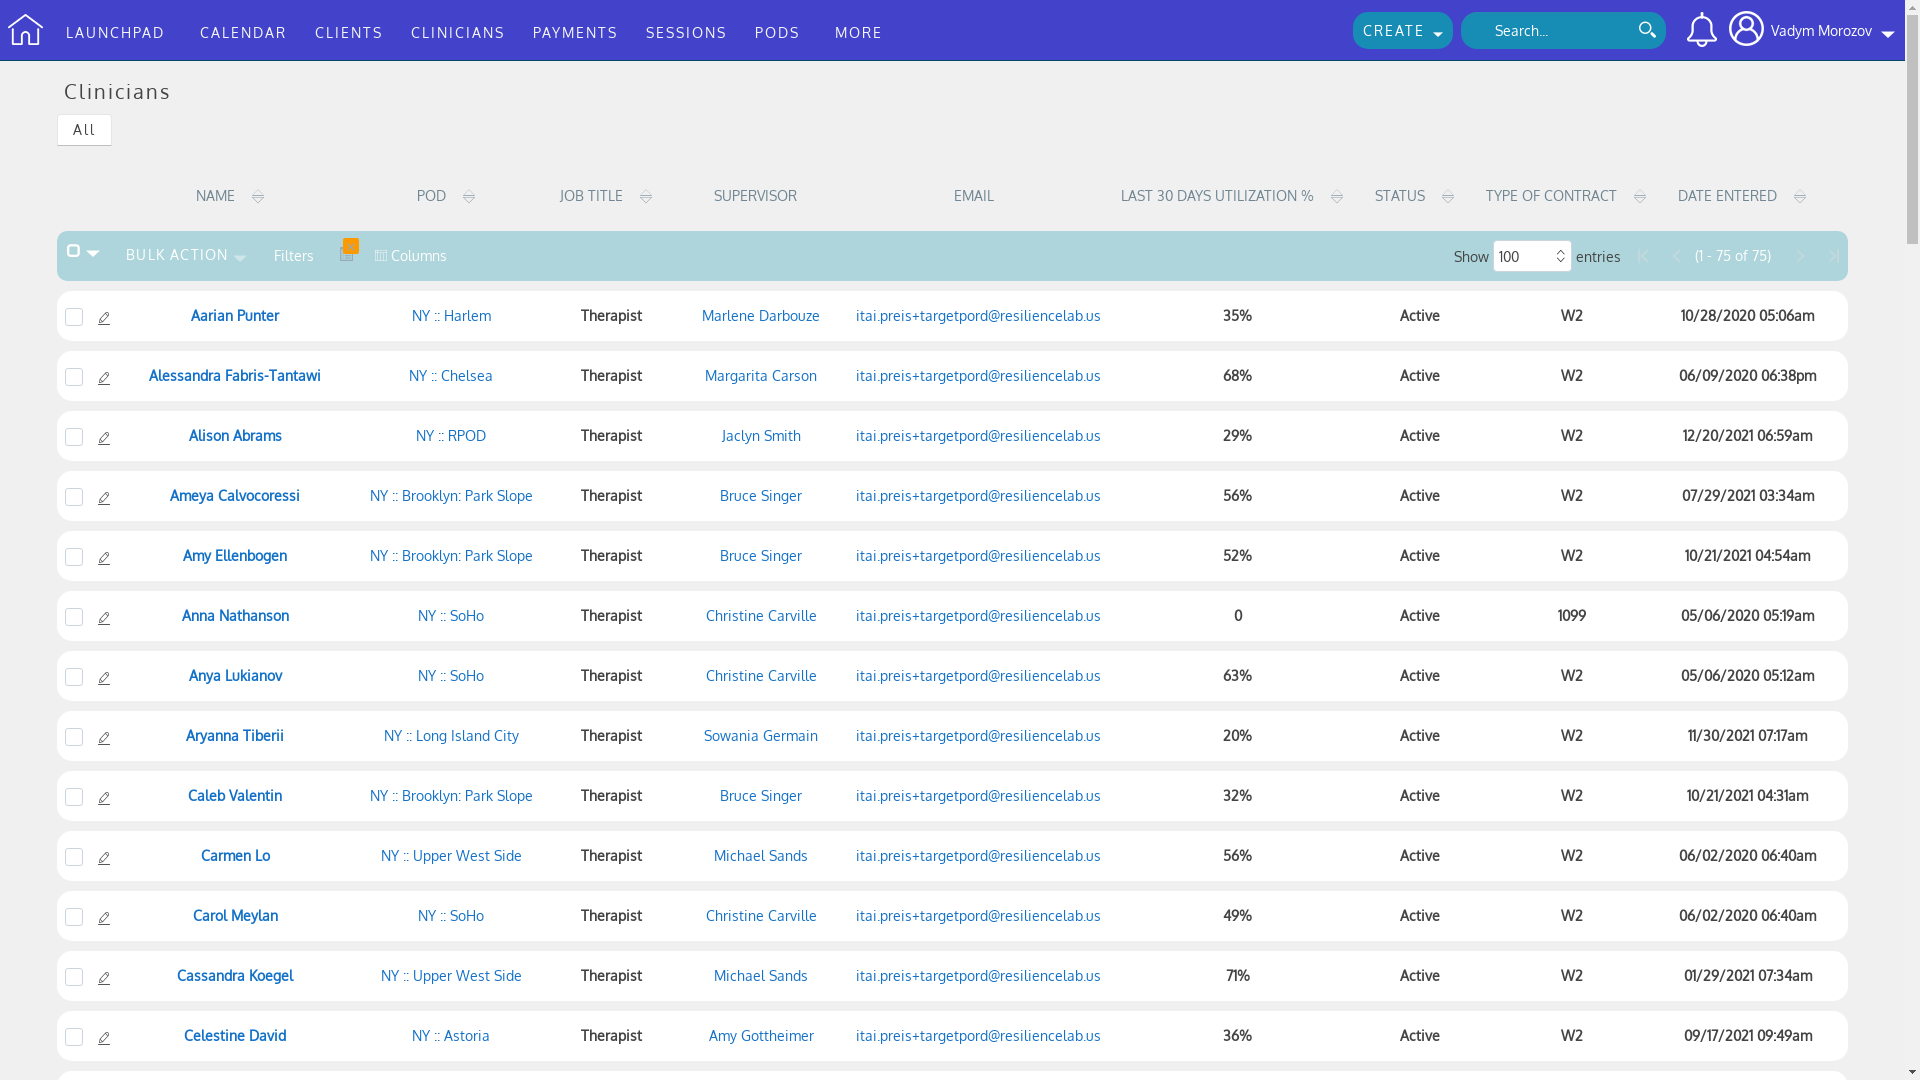 LAUNCHPAD CALENDAR CLIENTS CLINICIANS PAYMENTS SESSIONS PODS MORE CREATE Search... Vadym Morozov
Clinicians
All
NAME POD JOB TITLE SUPERVISOR EMAIL LAST 30 DAYS UTILIZATION % STATUS TYPE OF CONTRACT DATE ENTERED
BULK ACTION Filters Columns Show 100 entries (1 - 75 of 75)
Aarian Punter NY :: Harlem Therapist Marlene Darbouze itai.preis+targetpord@resiliencelab.us 35% Active W2 10/28/2020 05:06am
Alessandra Fabris-Tantawi NY :: Chelsea Therapist Margarita Carson itai.preis+targetpord@resiliencelab.us 68% Active W2 06/09/2020 06:38pm
Alison Abrams NY :: RPOD Therapist Jaclyn Smith itai.preis+targetpord@resiliencelab.us 29% Active W2 12/20/2021 06:59am
Ameya Calvocoressi NY :: Brooklyn: Park Slope Therapist Bruce Singer itai.preis+targetpord@resiliencelab.us 56% Active W2 07/29/2021 03:34am
Amy Ellenbogen NY :: Brooklyn: Park Slope Therapist Bruce Singer itai.preis+targetpord@resiliencelab.us 52% Active W2 10/21/2021 04:54am
Anna Nathanson NY :: SoHo Therapist Christine Carville itai.preis+targetpord@resiliencelab.us 0 Active 1099 05/06/2020 05:19am
Anya Lukianov NY :: SoHo Therapist Christine Carville itai.preis+targetpord@resiliencelab.us 63% Active W2 05/06/2020 05:12am
Aryanna Tiberii NY :: Long Island City Therapist Sowania Germain itai.preis+targetpord@resiliencelab.us 20% Active W2 11/30/2021 07:17am
Caleb Valentin NY :: Brooklyn: Park Slope Therapist Bruce Singer itai.preis+targetpord@resiliencelab.us 32% Active W2 10/21/2021 04:31am
Carmen Lo NY :: Upper West Side Therapist Michael Sands itai.preis+targetpord@resiliencelab.us 56% Active W2 06/02/2020 06:40am
Carol Meylan NY :: SoHo Therapist Christine Carville itai.preis+targetpord@resiliencelab.us 49% Active W2 06/02/2020 06:40am
Cassandra Koegel NY :: Upper West Side Therapist Michael Sands itai.preis+targetpord@resiliencelab.us 71% Active W2 01/29/2021 07:34am
Celestine David NY :: Astoria Therapist Amy Gottheimer itai.preis+targetpord@resiliencelab.us 36% Active W2 09/17/2021 09:49am